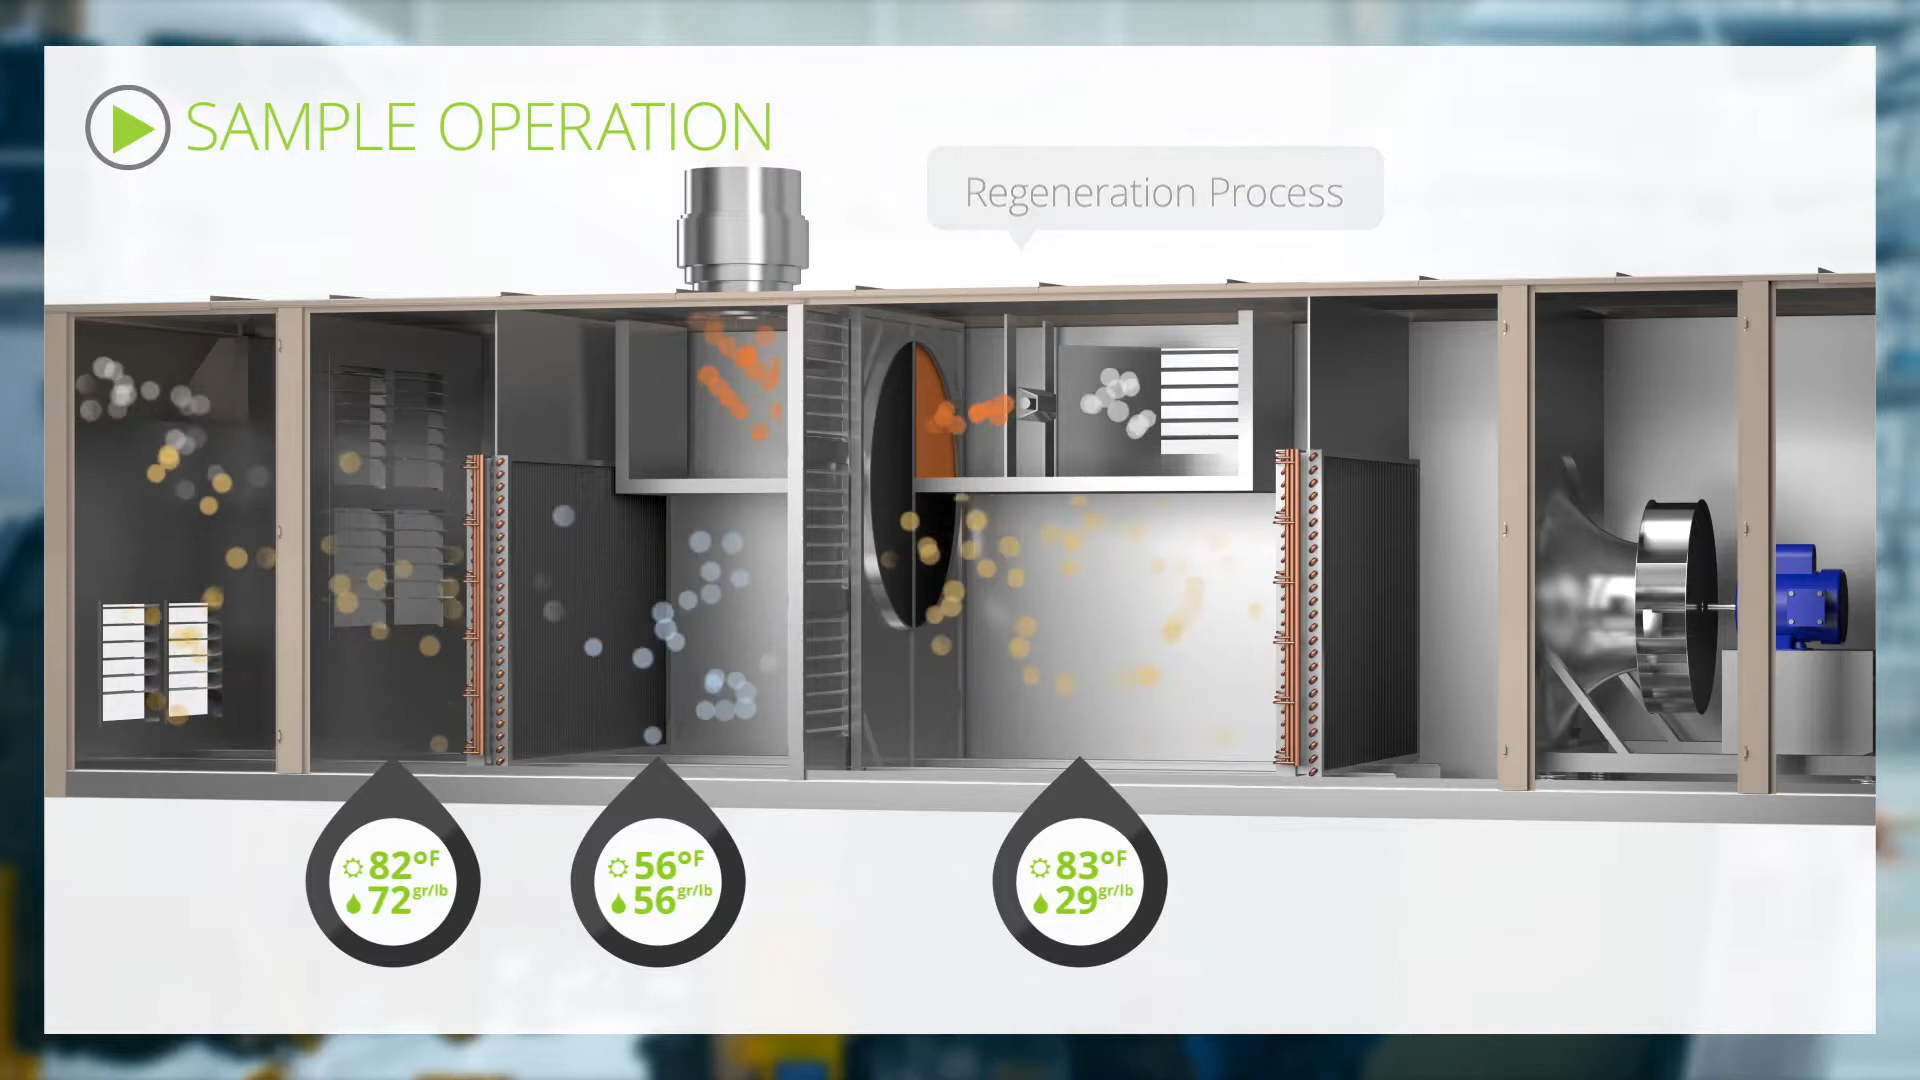 SAMPLE OPERATION
Regeneration Process
82°F
72gr/lb
56°F
56gr/lb
83°F
29gr/lb